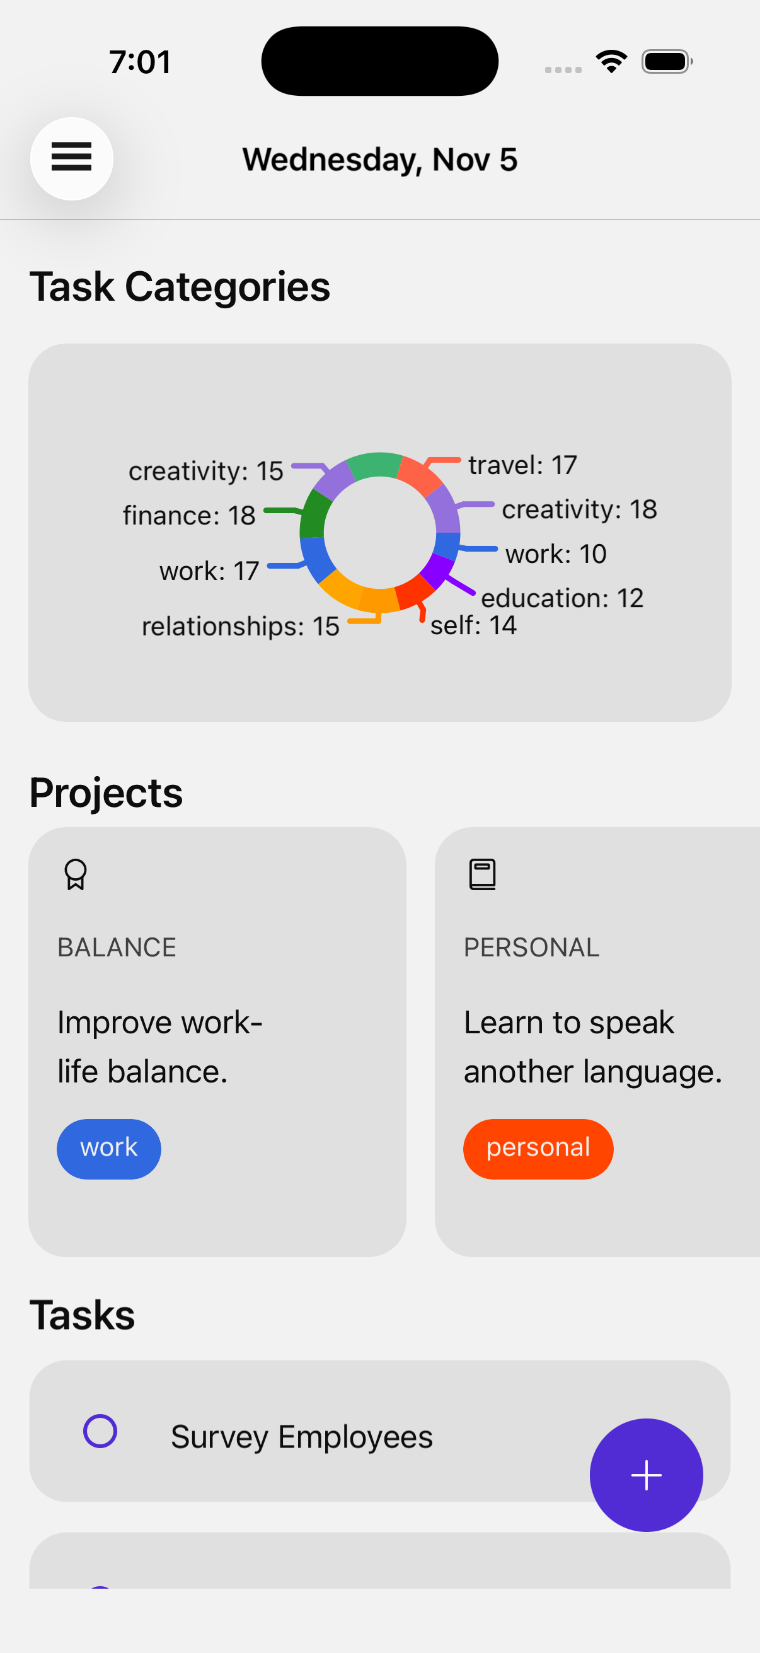 7:01
Wednesday, Nov 5
Task Categories
creativity: 15
travel: 17
finance: 18
creativity: 18
work: 17
work: 10
relationships: 15
education: 12
self: 14
Projects
BALANCE
Improve work-
life balance.
work
PERSONAL
Learn to speak
another language.
personal
Tasks
Survey Employees